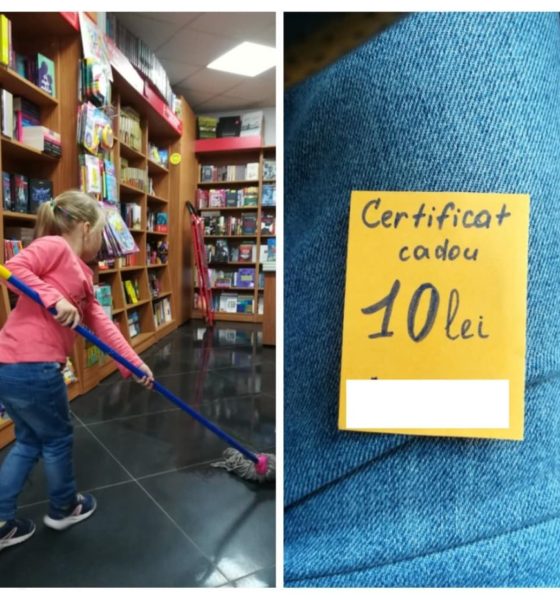 Certificat
cadou
10 lei